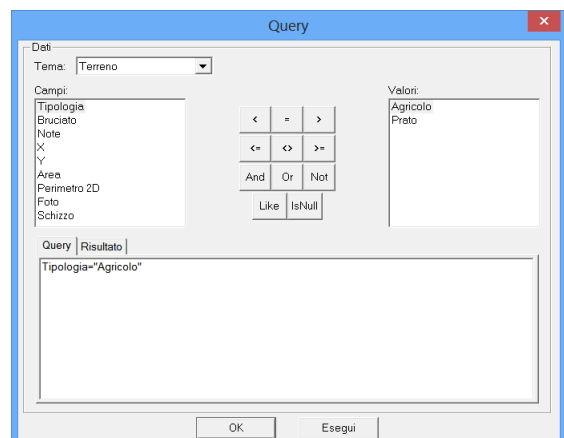 Query
Dati
Tema: Terreno
Campi:
Tipologia
Bruciato
Note
X
Y
Area
Perimetro 2D
Foto
Schizzo
< = >
<= <> >=
And Or Not
Like IsNull
Valori:
Agricolo
Prato
Query Risultato
Tipologia="Agricolo"
OK Esegui